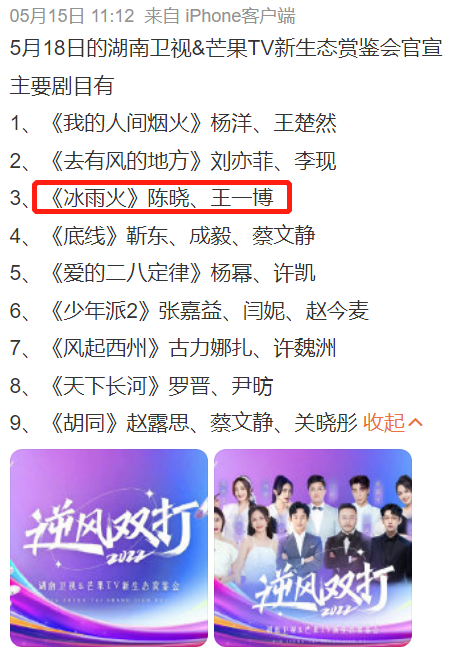 05月15日 11:12 来自 iPhone客户端
5月18日的湖南卫视&芒果TV新生态赏鉴会官宣
主要剧目有
1、《我的人间烟火》杨洋、王楚然
2、《去有风的地方》刘亦菲、李现
3、《冰雨火》陈晓、王一博
4、《底线》靳东、成毅、蔡文静
5、《爱的二八定律》杨幂、许凯
6、《少年派2》张嘉益、闫妮、赵今麦
7、《风起西州》古力娜扎、许魏洲
8、《天下长河》罗晋、尹昉
9、《胡同》赵露思、蔡文静、关晓彤 收起
逆风双打
2022
湖南卫视&芒果TV新生态赏鉴会
逆风双打
2022
湖南卫视&芒果TV新生态赏鉴会